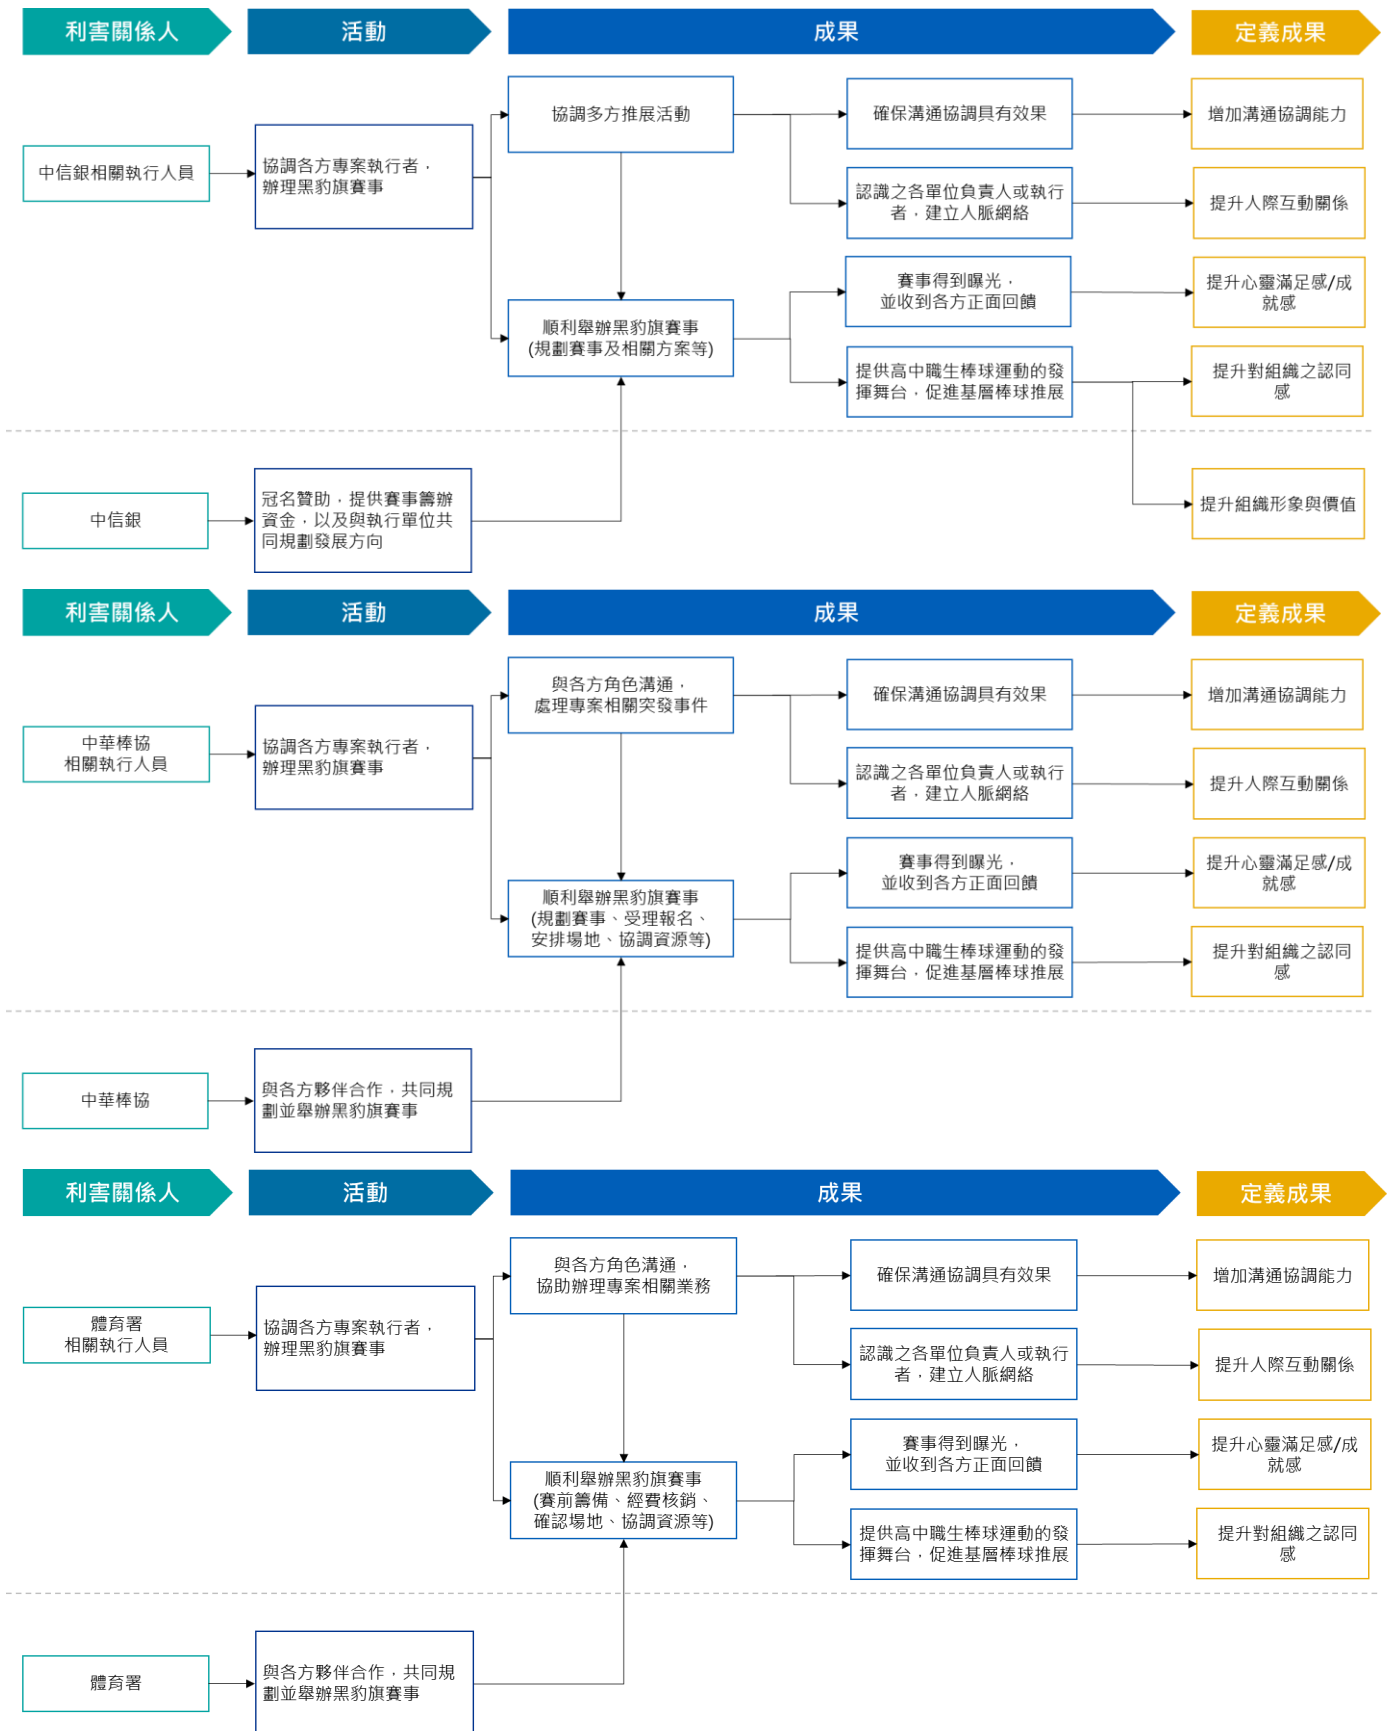 利害關係人
活動
成果
定義成果
中信銀相關執行人員
協調各方專案執行者，
辦理黑豹旗賽事
協調多方推展活動
確保溝通協調具有效果
增加溝通協調能力
認識之各單位負責人或執行
者，建立人脈網絡
提升人際互動關係
順利舉辦黑豹旗賽事
(規劃賽事及相關方案等)
賽事得到曝光，
並收到各方正面回饋
提升心靈滿足感/成
就感
提供高中職生棒球運動的發
揮舞台，促進基層棒球推展
提升對組織之認同
感
中信銀
冠名贊助，提供賽事籌辦
資金，以及與執行單位共
同規劃發展方向
提升組織形象與價值
利害關係人
活動
成果
定義成果
中華棒協
相關執行人員
協調各方專案執行者，
辦理黑豹旗賽事
與各方角色溝通，
處理專案相關突發事件
確保溝通協調具有效果
增加溝通協調能力
認識之各單位負責人或執行
者，建立人脈網絡
提升人際互動關係
順利舉辦黑豹旗賽事
(規劃賽事、受理報名、
安排場地、協調資源等)
賽事得到曝光，
並收到各方正面回饋
提升心靈滿足感/成
就感
提供高中職生棒球運動的發
揮舞台，促進基層棒球推展
提升對組織之認同
感
中華棒協
與各方夥伴合作，共同規
劃並舉辦黑豹旗賽事
利害關係人
活動
成果
定義成果
體育署
相關執行人員
協調各方專案執行者，
辦理黑豹旗賽事
與各方角色溝通，
協助辦理專案相關業務
確保溝通協調具有效果
增加溝通協調能力
認識之各單位負責人或執行
者，建立人脈網絡
提升人際互動關係
順利舉辦黑豹旗賽事
(賽前籌備、經費核銷、
確認場地、協調資源等)
賽事得到曝光，
並收到各方正面回饋
提升心靈滿足感/成
就感
提供高中職生棒球運動的發
揮舞台，促進基層棒球推展
提升對組織之認同
感
體育署
與各方夥伴合作，共同規
劃並舉辦黑豹旗賽事